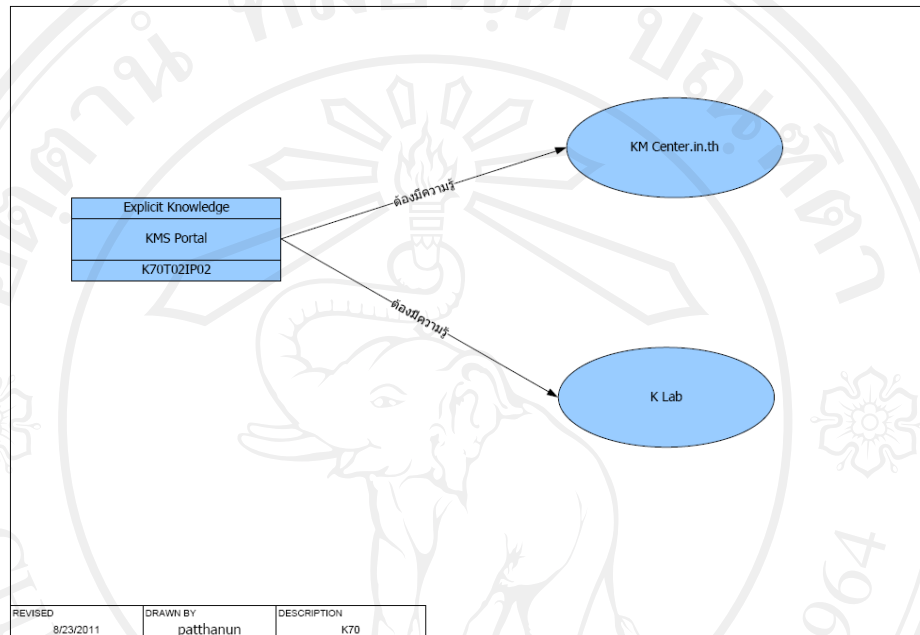 KM Center.in.th
ต้องมีความรู้
Explicit Knowledge
KMS Portal
K70T02IP02
ต้องมีความรู้
K Lab
REVISED
8/23/2011
DRAWN BY
patthanun
DESCRIPTION
K70
1964